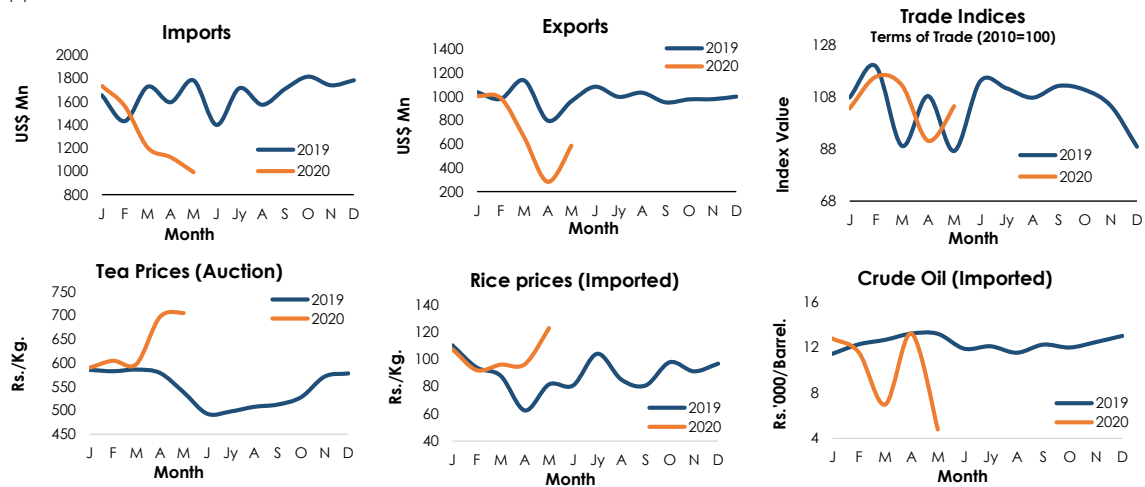 Imports
US$ Mn
2000
1800
1600
1400
1200
1000
800
2019
2020
J F M A M J Jy A S O N D
Month
Exports
US$ Mn
1400
1200
1000
800
600
400
200
2019
2020
J F M A M J Jy A S O N D
Month
Trade Indices
Terms of Trade (2010=100)
Index Value
128
108
88
68
2019
2020
J F M A M J Jy A S O N D
Month
Tea Prices (Auction)
Rs./Kg.
750
700
650
600
550
500
450
2019
2020
J F M A M J Jy A S O N D
Month
Rice prices (Imported)
Rs./Kg.
140
120
100
80
60
40
2019
2020
J F M A M J Jy A S O N D
Month
Crude Oil (Imported)
Rs.'000/Barrel.
16
12
8
4
2019
2020
J F M A M J Jy A S O N D
Month